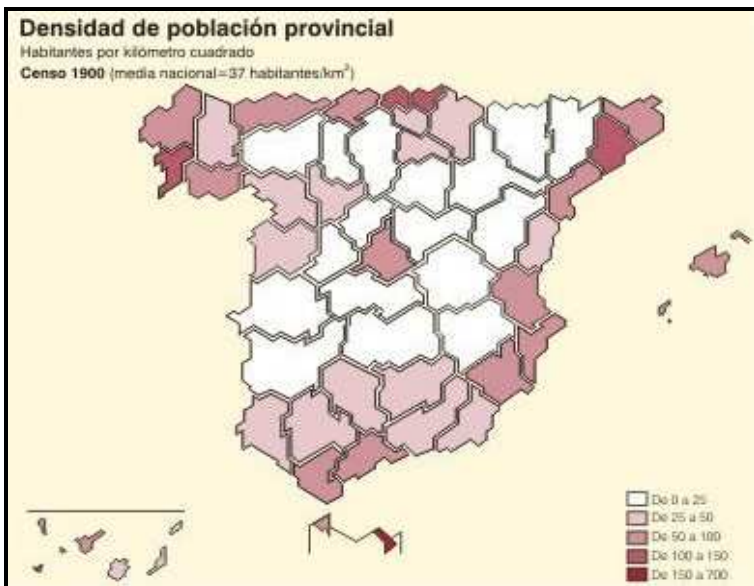 Densidad de población provincial
Habitantes por kilómetro cuadrado
Censo 1900 (media nacional=37 habitantes/km²)
De 0 a 25
De 25 a 50
De 50 a 100
De 100 a 150
De 150 a 700